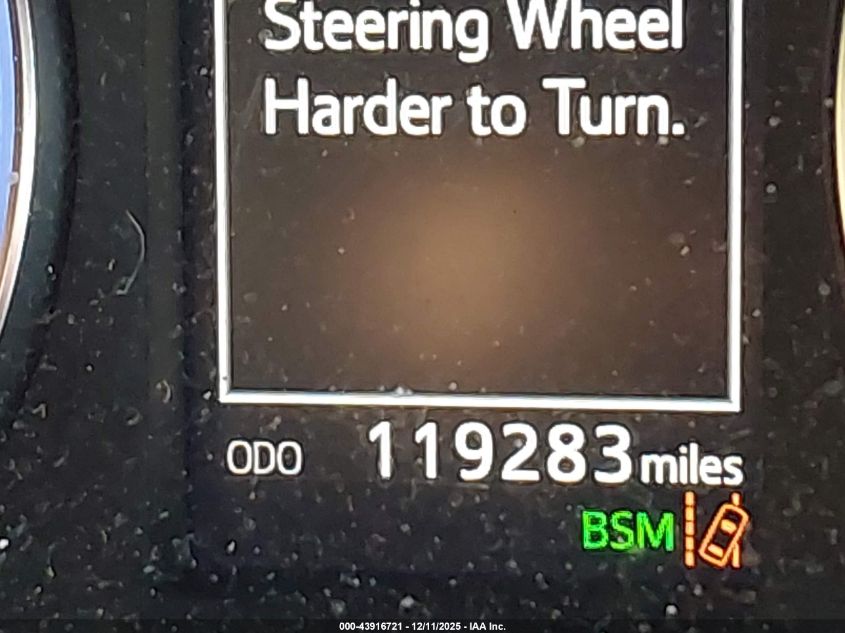 Steering Wheel
Harder to Turn.
ODO 119283 miles
BSM
000-43916721 - 12/11/2025 - IAA Inc.